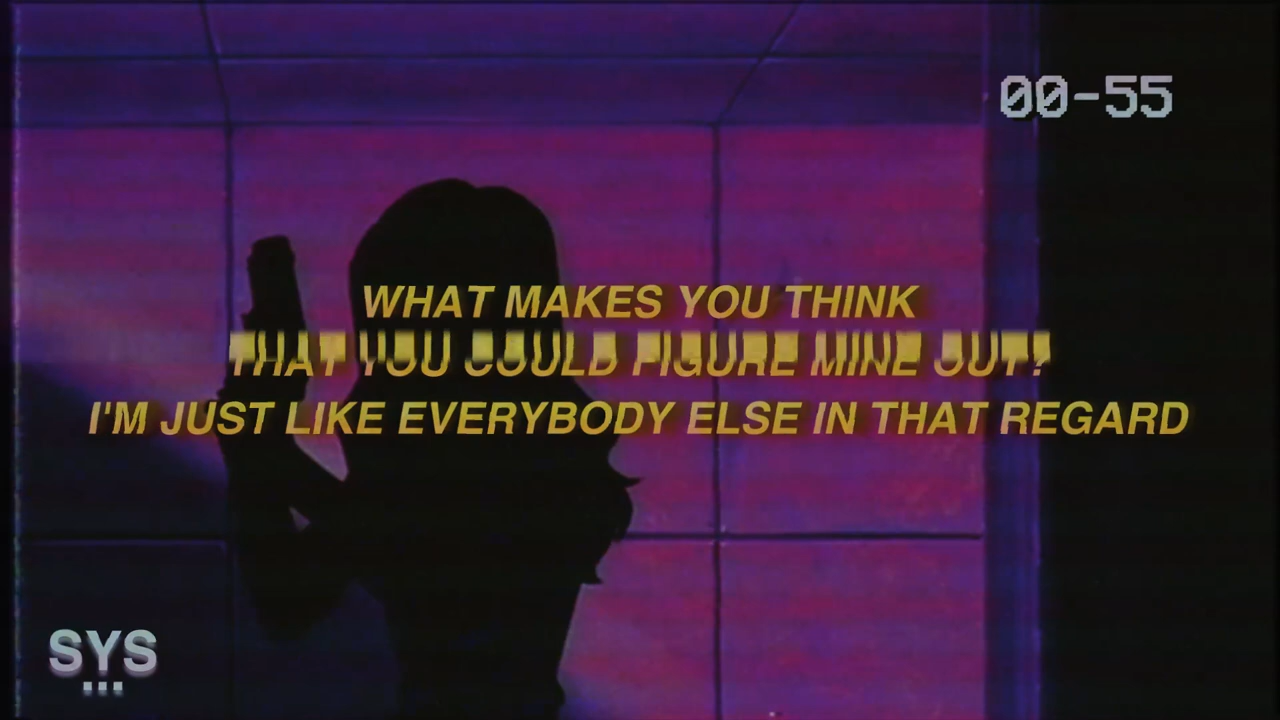 00-55
WHAT MAKES YOU THINK
THAT YOU COULD FIGURE MINE OUT?
I'M JUST LIKE EVERYBODY ELSE IN THAT REGARD
SYS